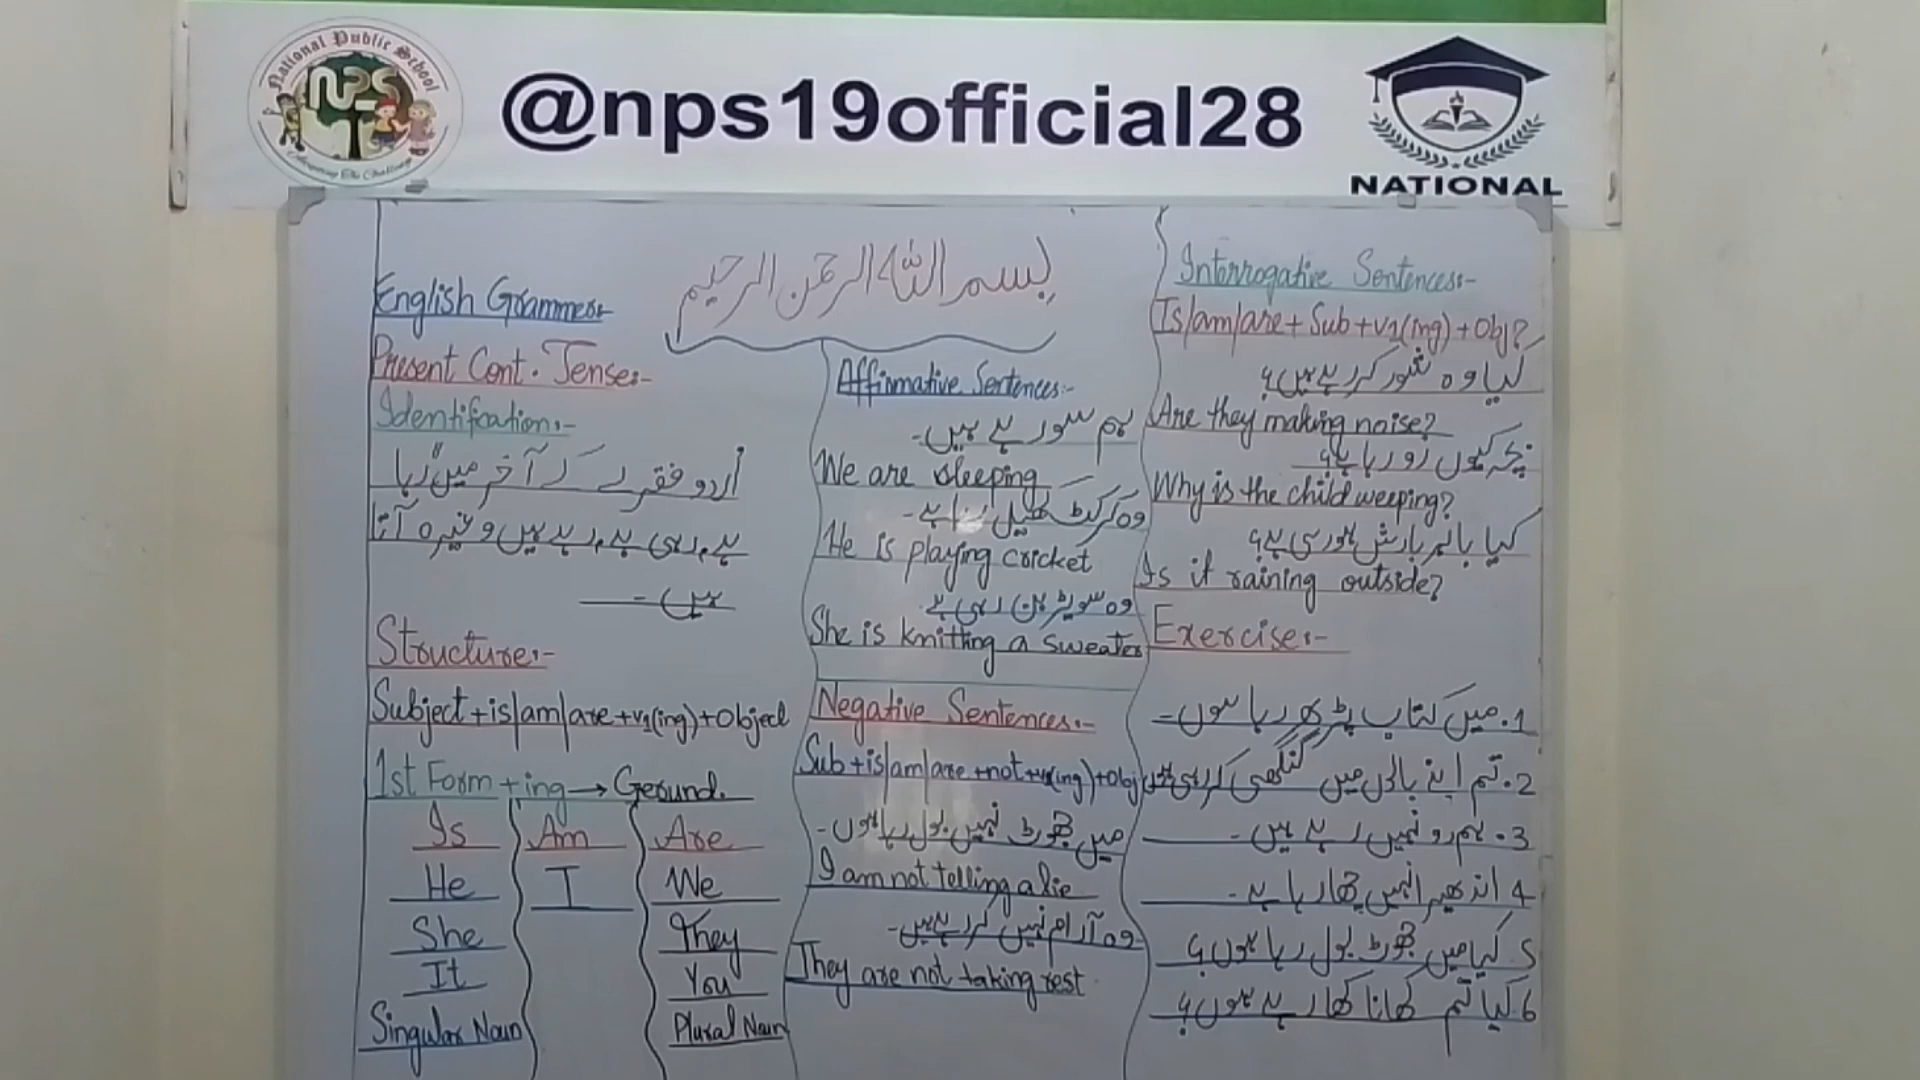 National Public School
NPS
@nps19official28
NATIONAL
بسم اللہ الرحمن الرحیم
English Grammer:-
Present Cont. Tense:-
Identification:-
اردو فقرے کے آخر میں "رہا
ہے، رہی ہے، رہے ہیں وغیرہ آتا
ہیں۔
Structure:-
Subject+is/am/are+v1(ing)+Object
1st Form+ing→Gerund.
Is Am Are
He I We
She They
It You
Singular Noun Plural Noun
Affirmative Sentences:-
ہم سو رہے ہیں۔
We are sleeping
وہ کرکٹ کھیل رہا ہے۔
He is playing cricket
وہ سویٹر بن رہی ہے
She is knitting a sweater
Negative Sentences:-
Sub+is/am/are+not+v1(ing)+Obj
میں جھوٹ نہیں بول رہا ہوں۔
I am not telling a lie
وہ آرام نہیں کر رہے ہیں۔
They are not taking rest.
Interrogative Sentences:-
Is/am/are+Sub+v1(ing)+Obj?
کیا وہ شور کر رہے ہیں؟
Are they making noise?
بچہ کیوں رو رہا ہے؟
Why is the child weeping?
کیا باہر بارش ہو رہی ہے؟
Is it raining outside?
Exercise:-
1. میں کتاب پڑھ رہا ہوں۔
2. تم اپنے بالوں میں کنگھی کر رہی
3. ہم رو نہیں رہے ہیں۔
4 اندھیرا نہیں چھا رہا ہے۔
5. کیا میں جھوٹ بول رہا ہوں؟
6. کیا تم کھانا کھا رہے ہوں؟